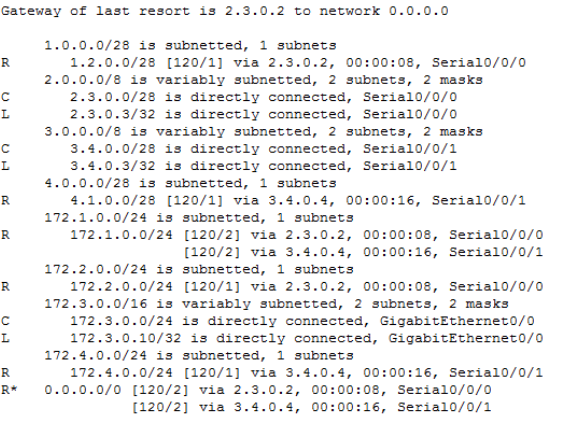 Gateway of last resort is 2.3.0.2 to network 0.0.0.0
1.0.0.0/28 is subnetted, 1 subnets
R 1.2.0.0/28 [120/1] via 2.3.0.2, 00:00:08, Serial0/0/0
2.0.0.0/8 is variably subnetted, 2 subnets, 2 masks
C 2.3.0.0/28 is directly connected, Serial0/0/0
L 2.3.0.3/32 is directly connected, Serial0/0/0
3.0.0.0/8 is variably subnetted, 2 subnets, 2 masks
C 3.4.0.0/28 is directly connected, Serial0/0/1
L 3.4.0.3/32 is directly connected, Serial0/0/1
4.0.0.0/28 is subnetted, 1 subnets
R 4.1.0.0/28 [120/1] via 3.4.0.4, 00:00:16, Serial0/0/1
172.1.0.0/24 is subnetted, 1 subnets
R 172.1.0.0/24 [120/2] via 2.3.0.2, 00:00:08, Serial0/0/0
[120/2] via 3.4.0.4, 00:00:16, Serial0/0/1
172.2.0.0/24 is subnetted, 1 subnets
R 172.2.0.0/24 [120/1] via 2.3.0.2, 00:00:08, Serial0/0/0
172.3.0.0/16 is variably subnetted, 2 subnets, 2 masks
C 172.3.0.0/24 is directly connected, GigabitEthernet0/0
L 172.3.0.10/32 is directly connected, GigabitEthernet0/0
172.4.0.0/24 is subnetted, 1 subnets
R 172.4.0.0/24 [120/1] via 3.4.0.4, 00:00:16, Serial0/0/1
R* 0.0.0.0/0 [120/2] via 2.3.0.2, 00:00:08, Serial0/0/0
[120/2] via 3.4.0.4, 00:00:16, Serial0/0/1